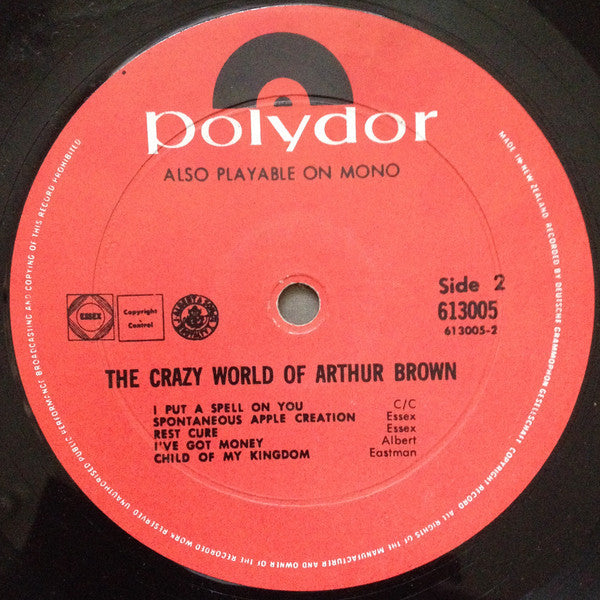 polydor
ALSO PLAYABLE ON MONO
Side 2
613005
613005-2
ESSEX
Copyright
Control
ALBERT & SON
THE CRAZY WORLD OF ARTHUR BROWN
I PUT A SPELL ON YOU C/C
SPONTANEOUS APPLE CREATION Essex
REST CURE Essex
I'VE GOT MONEY Albert
CHILD OF MY KINGDOM Eastman
MADE IN NEW ZEALAND RECORDED BY DEUTSCHE GRAMMOPHON GESELLSCHAFT COPYRIGHT RECORD ALL RIGHTS OF THE MANUFACTURER AND OWNER OF THE RECORDED WORK RESERVED UNAUTHORISED PUBLIC PERFORMANCE BROADCASTING AND COPYING OF THIS RECORD PROHIBITED